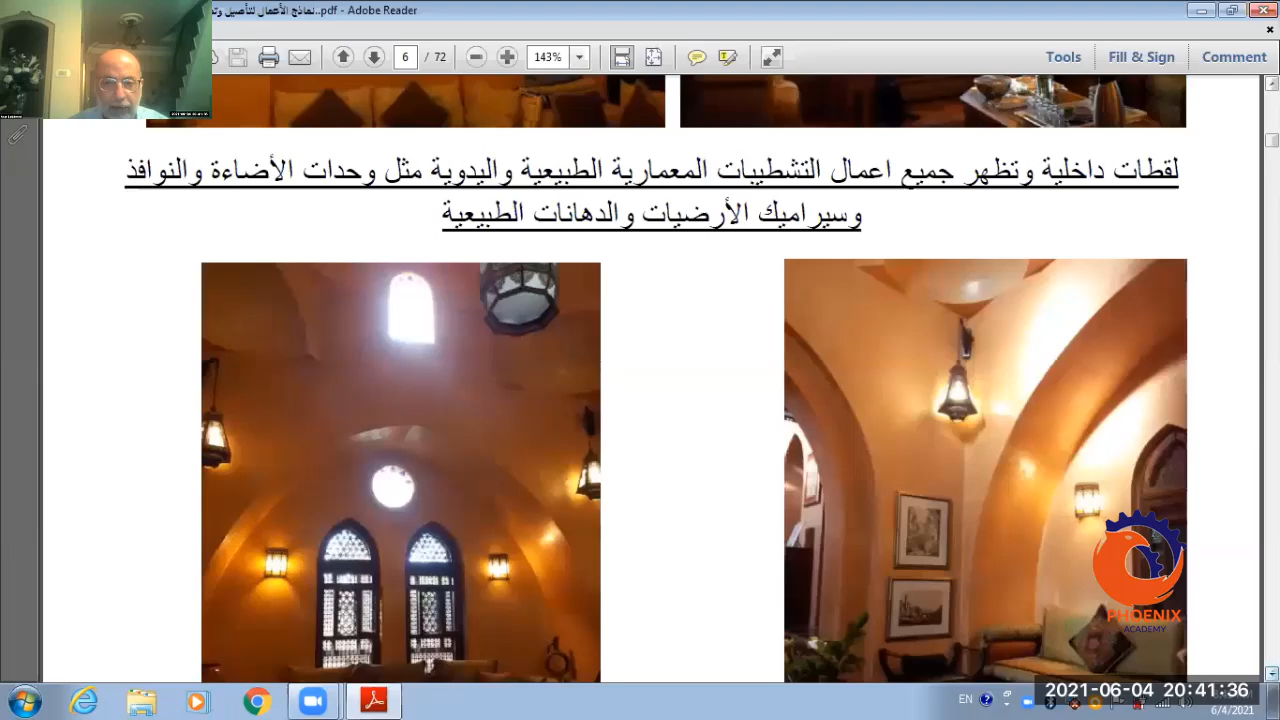 نماذج الأعمال لتأصيل وتم..pdf - Adobe Reader
6 / 72
143%
Tools
Fill & Sign
Comment
لقطات داخلية وتظهر جميع اعمال التشطيبات المعمارية الطبيعية واليدوية مثل وحدات الأضاءة والنوافذ
وسيراميك الأرضيات والدهانات الطبيعية
PHOENIX
ACADEMY
EN
2021-06-04 20:41:36
6/4/2021